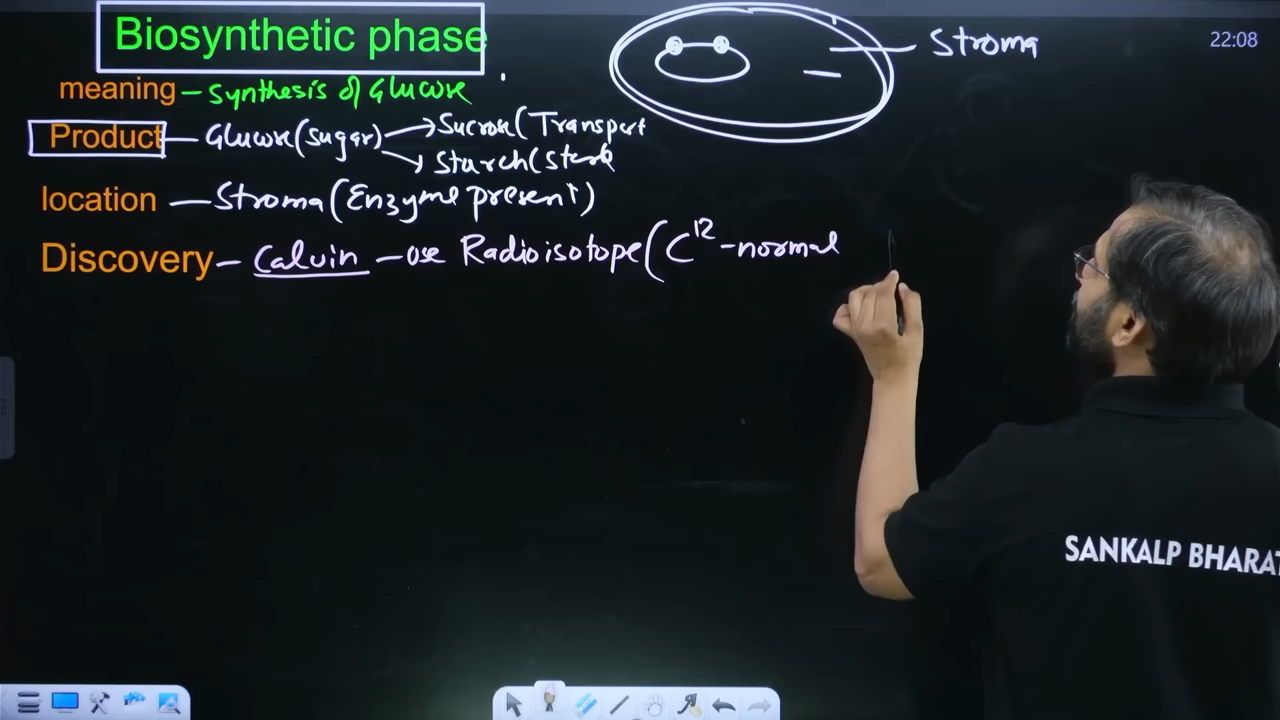 Biosynthetic phase
Stroma
22:08
meaning - Synthesis of Glucose
Product - Glucose (sugar) → Sucrose (Transport
→ Starch (
location - Stroma (Enzyme present)
Discovery - Calvin - use Radioisotope (C12 - normal
SANKALP BHARAT